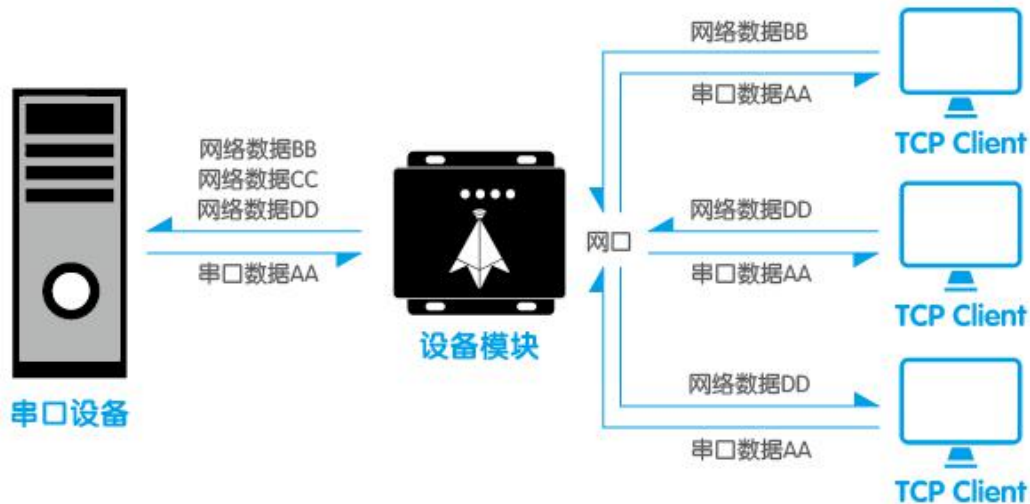 网络数据BB
网络数据CC
网络数据DD
串口数据AA
串口设备
设备模块
网口
网络数据BB
串口数据AA
TCP Client
网络数据DD
串口数据AA
TCP Client
网络数据DD
串口数据AA
TCP Client